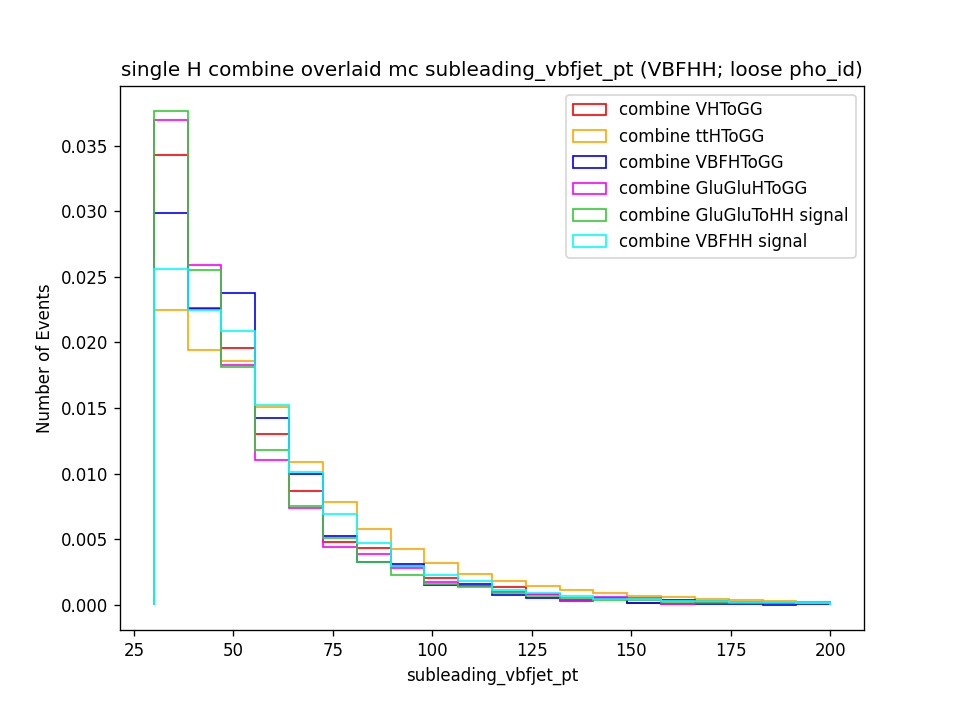 single H combine overlaid mc subleading_vbfjet_pt (VBFHH; loose pho_id)
combine VHToGG
combine ttHToGG
combine VBFHToGG
combine GluGluHToGG
combine GluGluToHH signal
combine VBFHH signal
Number of Events
0.035
0.030
0.025
0.020
0.015
0.010
0.005
0.000
25
50
75
100
125
150
175
200
subleading_vbfjet_pt